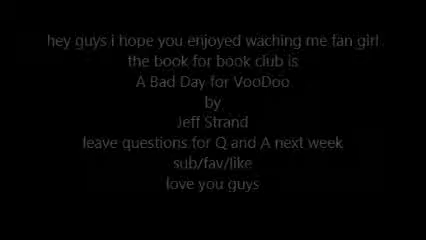 hey guys i hope you enjoyed waching me fan girl
the book for book club is
A Bad Day for VooDoo
by
Jeff Strand
leave questions for Q and A next week
sub/fav/like
love you guys